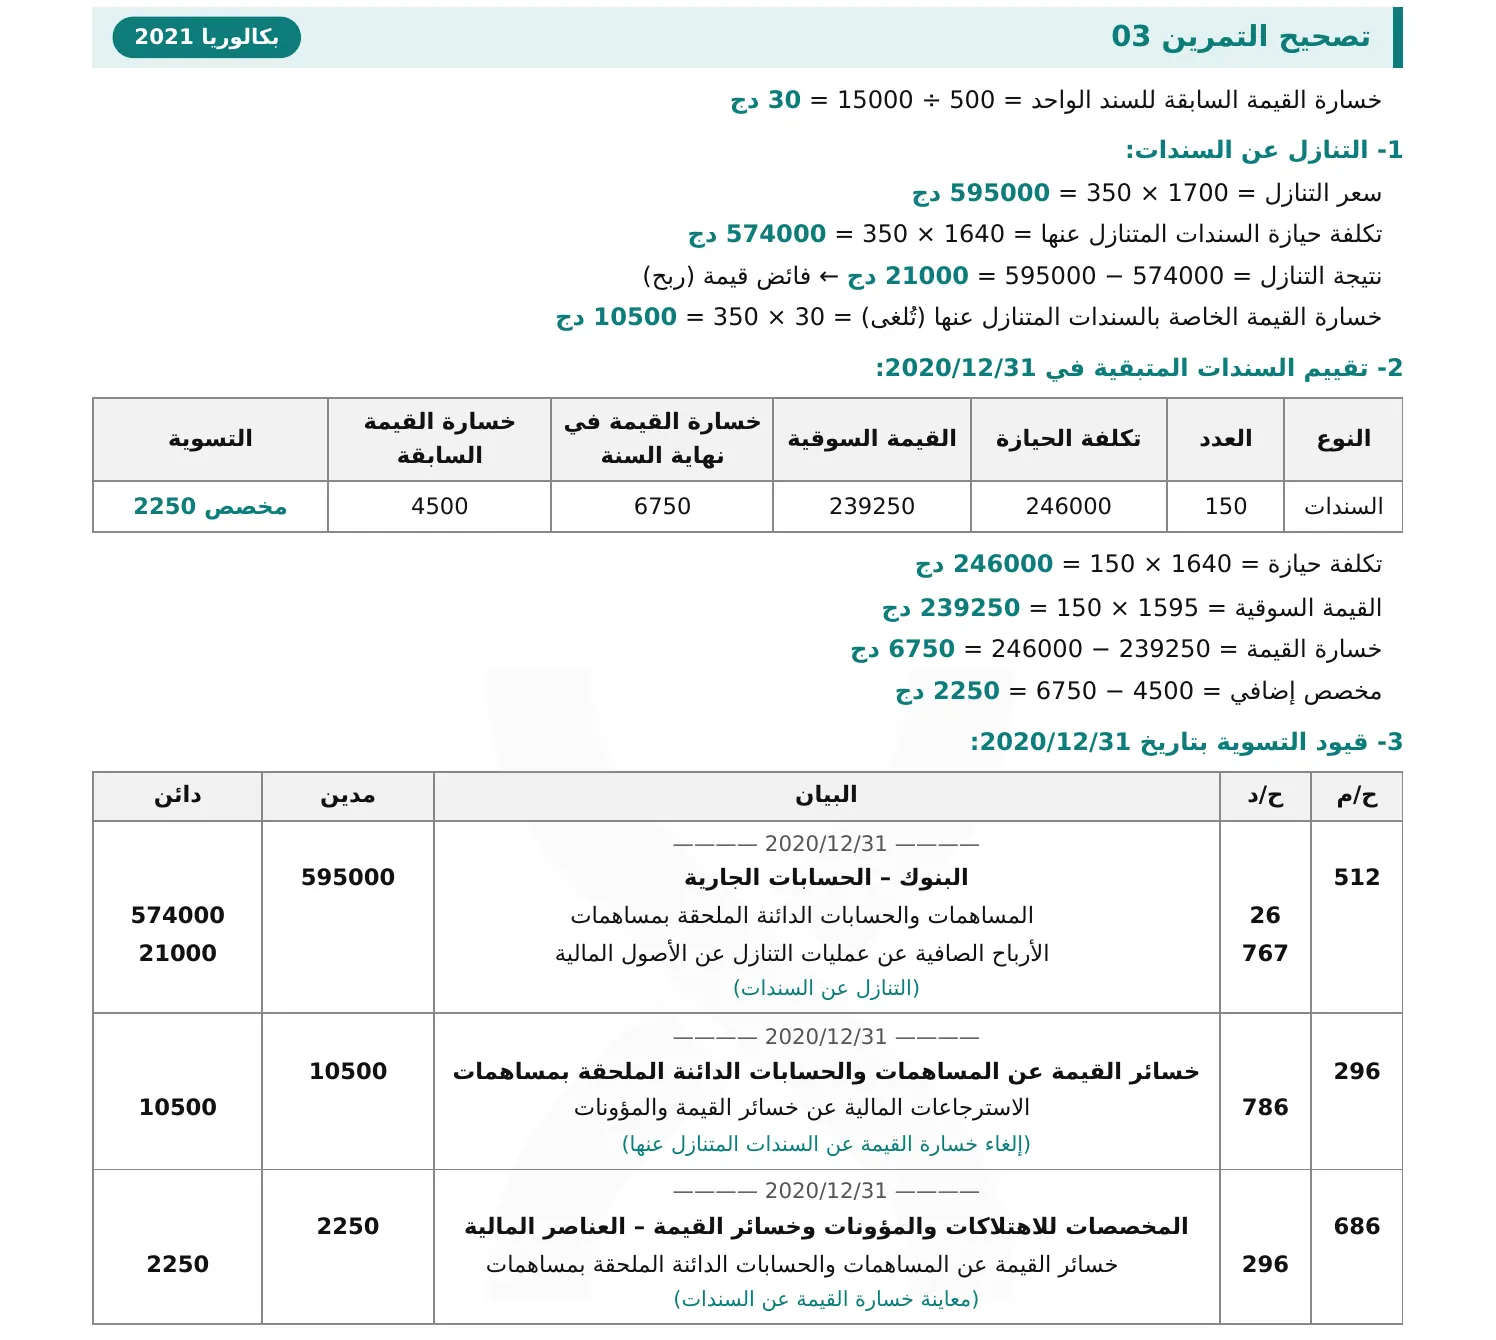 تصحيح التمرين 03
بكالوريا 2021
خسارة القيمة السابقة للسند الواحد = 500 ÷ 15000 = 30 دج
1- التنازل عن السندات:
سعر التنازل = 1700 × 350 = 595000 دج
تكلفة حيازة السندات المتنازل عنها = 1640 × 350 = 574000 دج
نتيجة التنازل = 574000 − 595000 = 21000 دج ← فائض قيمة (ربح)
خسارة القيمة الخاصة بالسندات المتنازل عنها (تُلغى) = 30 × 350 = 10500 دج
2- تقييم السندات المتبقية في 2020/12/31:
النوع | العدد | تكلفة الحيازة | القيمة السوقية | خسارة القيمة في نهاية السنة | خسارة القيمة السابقة | التسوية
السندات | 150 | 246000 | 239250 | 6750 | 4500 | مخصص 2250
تكلفة حيازة = 1640 × 150 = 246000 دج
القيمة السوقية = 1595 × 150 = 239250 دج
خسارة القيمة = 239250 − 246000 = 6750 دج
مخصص إضافي = 4500 − 6750 = 2250 دج
3- قيود التسوية بتاريخ 2020/12/31:
ح/م | ح/د | البيان | مدين | دائن
———— 2020/12/31 ————
512 | البنوك – الحسابات الجارية | 595000
26 | المساهمات والحسابات الدائنة الملحقة بمساهمات | 574000
767 | الأرباح الصافية عن عمليات التنازل عن الأصول المالية | 21000
(التنازل عن السندات)
———— 2020/12/31 ————
296 | خسائر القيمة عن المساهمات والحسابات الدائنة الملحقة بمساهمات | 10500
786 | الاسترجاعات المالية عن خسائر القيمة والمؤونات | 10500
(إلغاء خسارة القيمة عن السندات المتنازل عنها)
———— 2020/12/31 ————
686 | المخصصات للاهتلاكات والمؤونات وخسائر القيمة – العناصر المالية | 2250
296 | خسائر القيمة عن المساهمات والحسابات الدائنة الملحقة بمساهمات | 2250
(معاينة خسارة القيمة عن السندات)